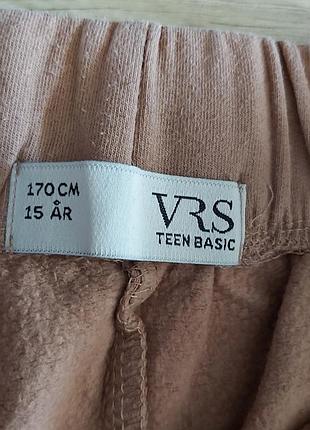 170 CM
15 ÅR
VRS
TEEN BASIC